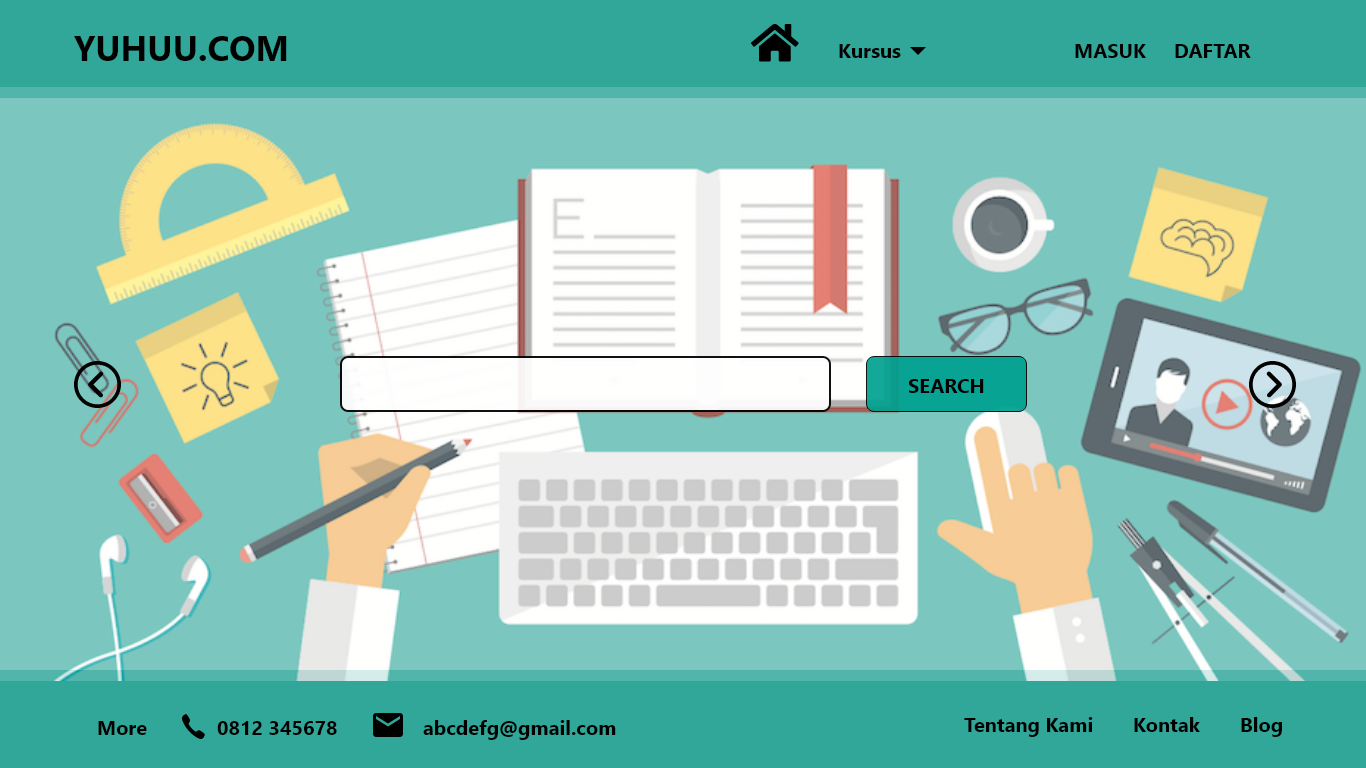 YUHUU.COM
Kursus
MASUK DAFTAR
E
SEARCH
More 0812 345678 abcdefg@gmail.com
Tentang Kami Kontak Blog